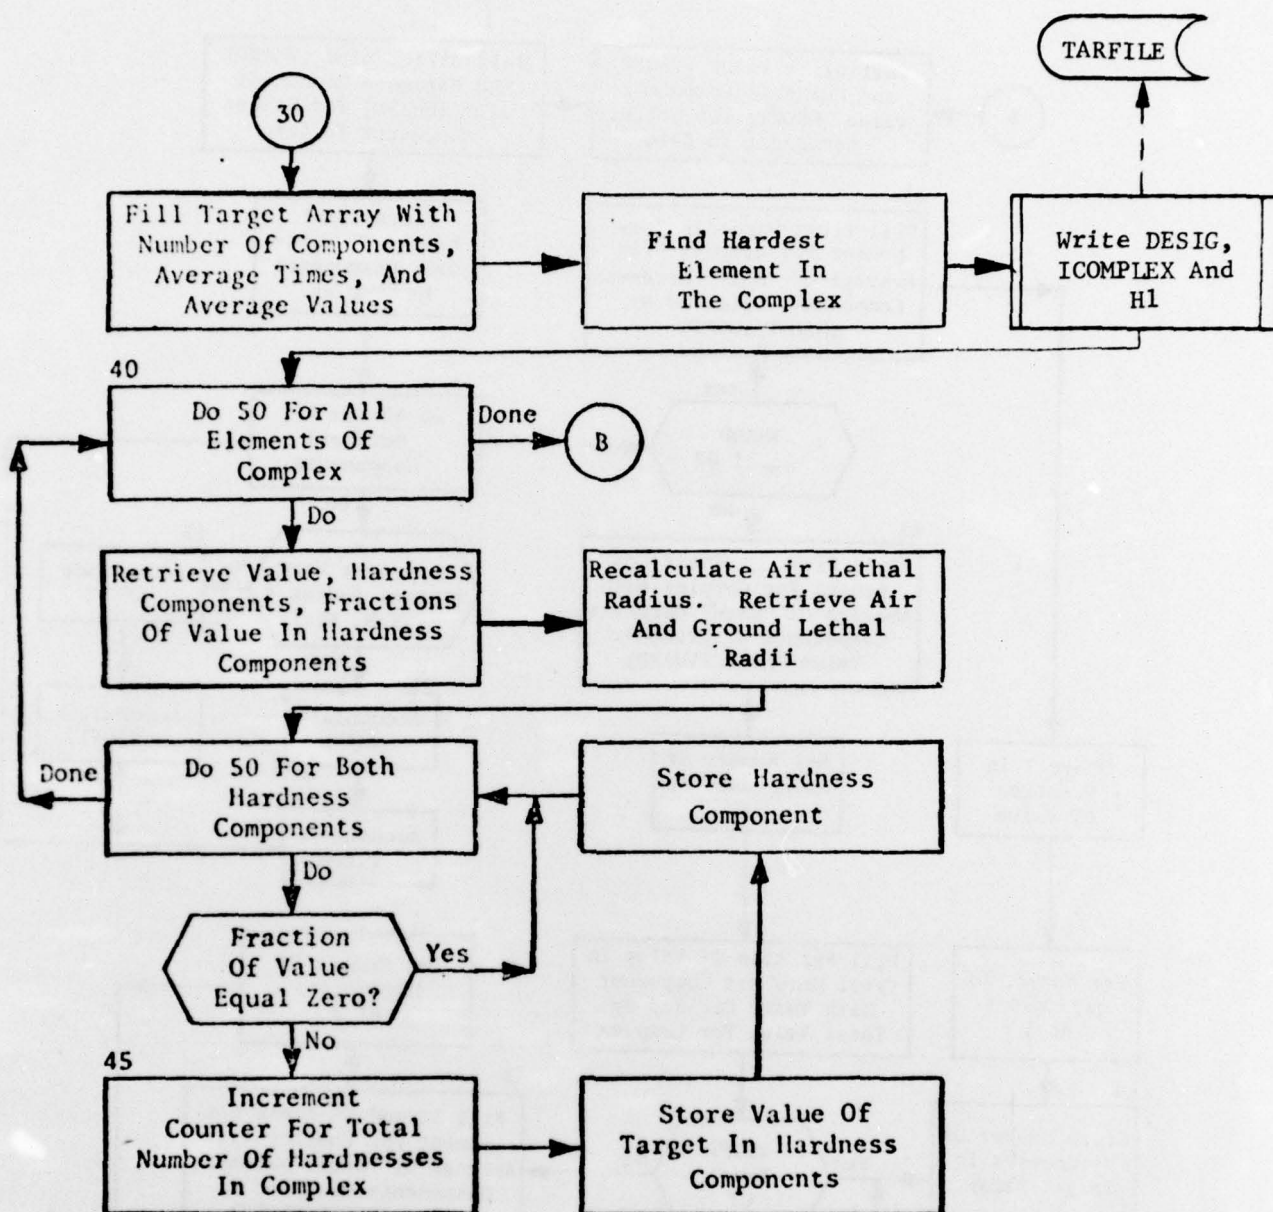 TARFILE
30
Fill Target Array With
Number Of Components,
Average Times, And
Average Values
Find Hardest
Element In
The Complex
Write DESIG,
ICOMPLEX And
H1
40
Do 50 For All
Elements Of
Complex
Done
B
Do
Retrieve Value, Hardness
Components, Fractions
Of Value In Hardness
Components
Recalculate Air Lethal
Radius. Retrieve Air
And Ground Lethal
Radii
Done
Do 50 For Both
Hardness
Components
Store Hardness
Component
Do
Fraction
Of Value
Equal Zero?
Yes
No
45
Increment
Counter For Total
Number Of Hardnesses
In Complex
Store Value Of
Target In Hardness
Components